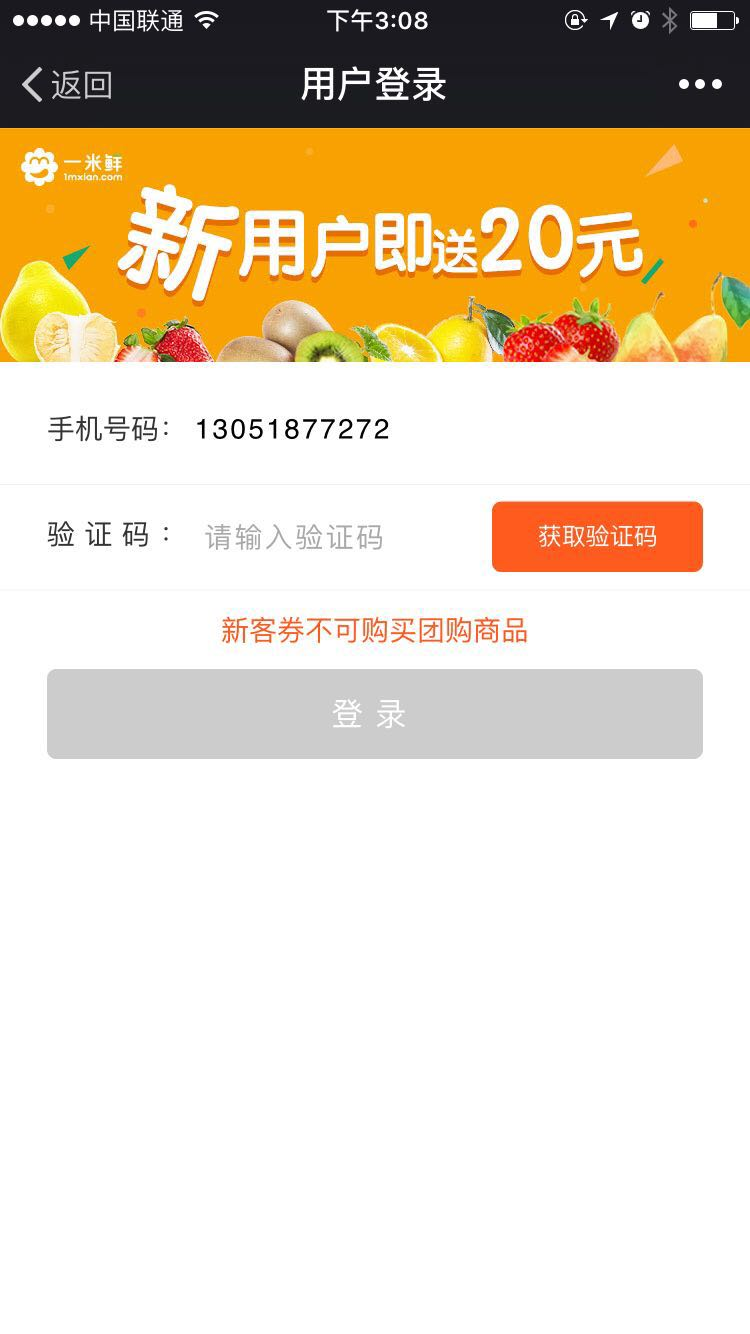 中国联通 下午3:08
返回 用户登录
一米鲜
1mxian.com
新用户即送20元
手机号码: 13051877272
验证码: 请输入验证码 获取验证码
新客券不可购买团购商品
登录